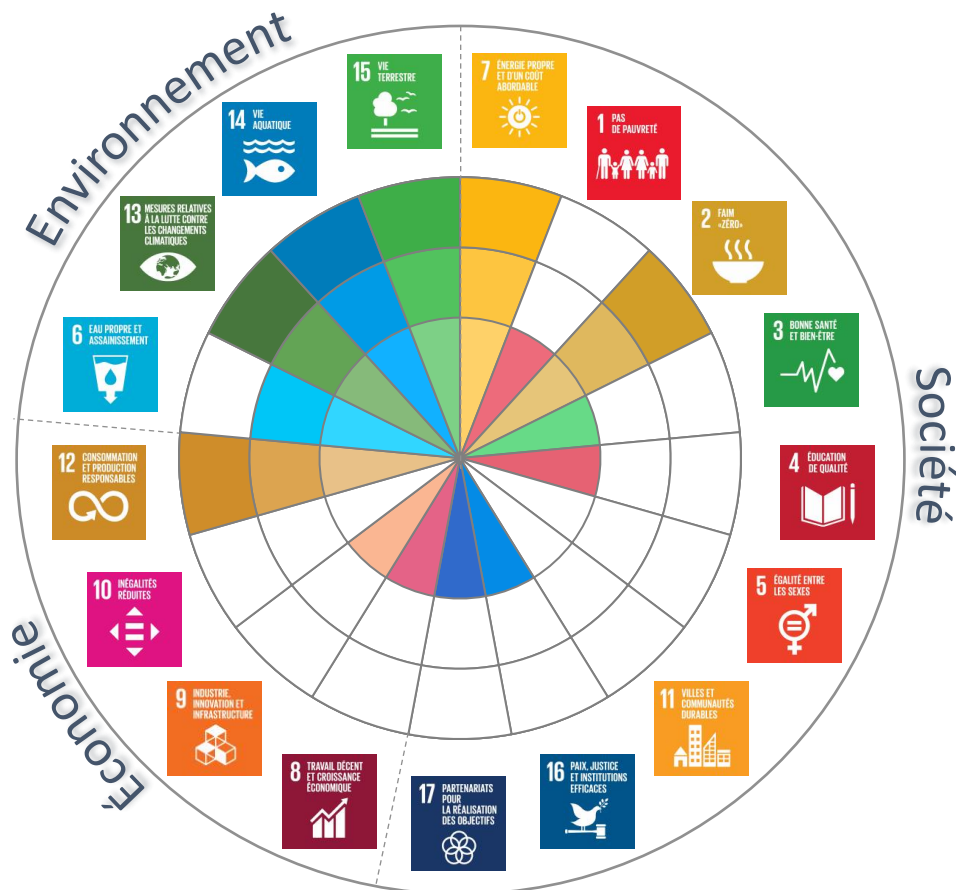 Environnement
15 VIE
TERRESTRE
7 ÉNERGIE PROPRE
ET D'UN COÛT
ABORDABLE
14 VIE
AQUATIQUE
1 PAS
DE PAUVRETÉ
13 MESURES RELATIVES
À LA LUTTE CONTRE
LES CHANGEMENTS
CLIMATIQUES
2 FAIM
«ZÉRO»
6 EAU PROPRE ET
ASSAINISSEMENT
3 BONNE SANTÉ
ET BIEN-ÊTRE
Société
12 CONSOMMATION
ET PRODUCTION
RESPONSABLES
4 ÉDUCATION
DE QUALITÉ
10 INÉGALITÉS
RÉDUITES
5 ÉGALITÉ ENTRE
LES SEXES
Économie
9 INDUSTRIE,
INNOVATION ET
INFRASTRUCTURE
11 VILLES ET
COMMUNAUTÉS
DURABLES
8 TRAVAIL DÉCENT
ET CROISSANCE
ÉCONOMIQUE
17 PARTENARIATS
POUR
LA RÉALISATION
DES OBJECTIFS
16 PAIX, JUSTICE
ET INSTITUTIONS
EFFICACES